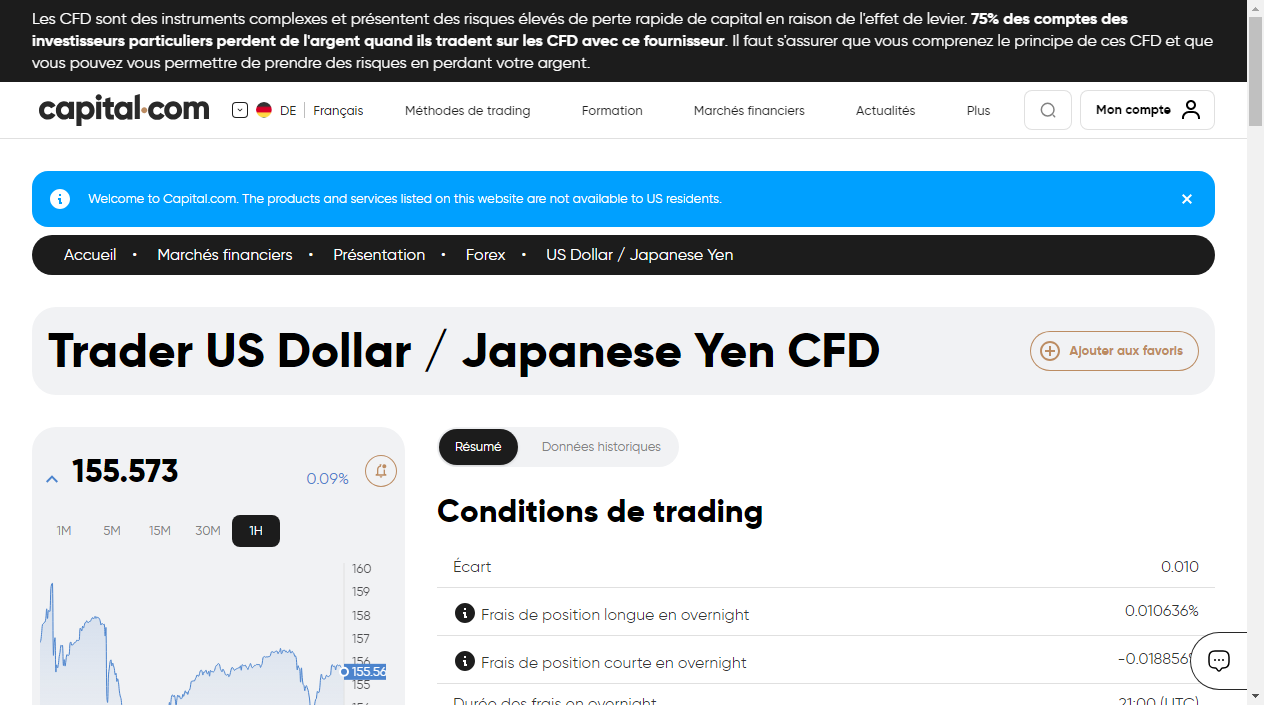 Les CFD sont des instruments complexes et présentent des risques élevés de perte rapide de capital en raison de l'effet de levier. 75% des comptes des
investisseurs particuliers perdent de l'argent quand ils tradent sur les CFD avec ce fournisseur. Il faut s'assurer que vous comprenez le principe de ces CFD et que
vous pouvez vous permettre de prendre des risques en perdant votre argent.
capital.com DE Français Méthodes de trading Formation Marchés financiers Actualités Plus Mon compte
Welcome to Capital.com. The products and services listed on this website are not available to US residents.
Accueil • Marchés financiers • Présentation • Forex • US Dollar / Japanese Yen
Trader US Dollar / Japanese Yen CFD
Ajouter aux favoris
155.573
0.09%
1M 5M 15M 30M 1H
160
159
158
157
156
155.56
155
Résumé Données historiques
Conditions de trading
Écart 0.010
Frais de position longue en overnight 0.010636%
Frais de position courte en overnight -0.018856%
Durée des frais en overnight 21:00 (UTC)